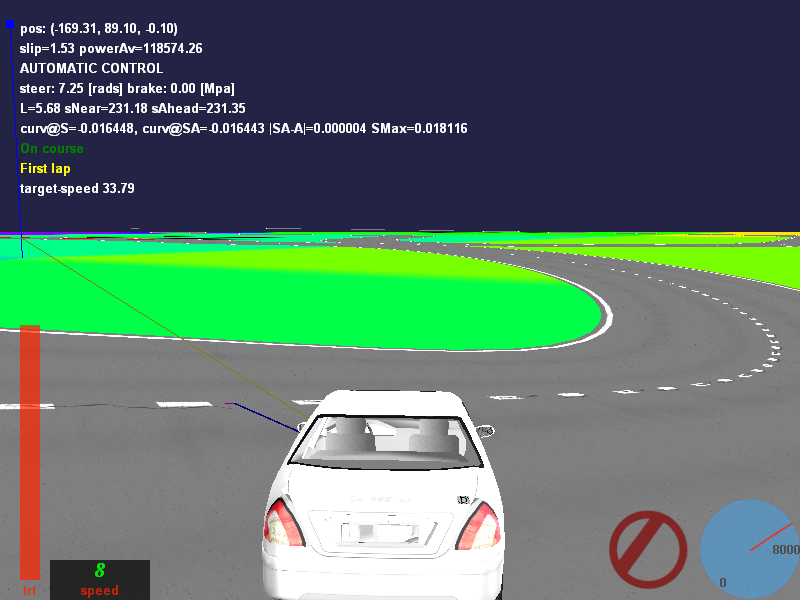 pos: (-169.31, 89.10, -0.10)
slip=1.53 powerAv=118574.26
AUTOMATIC CONTROL
steer: 7.25 [rads] brake: 0.00 [Mpa]
L=5.68 sNear=231.18 sAhead=231.35
curv@S=-0.016448, curv@SA=-0.016443 |SA-A|=0.000004 SMax=0.018116
On course
First lap
target-speed 33.79
8000
0
8
trt
speed